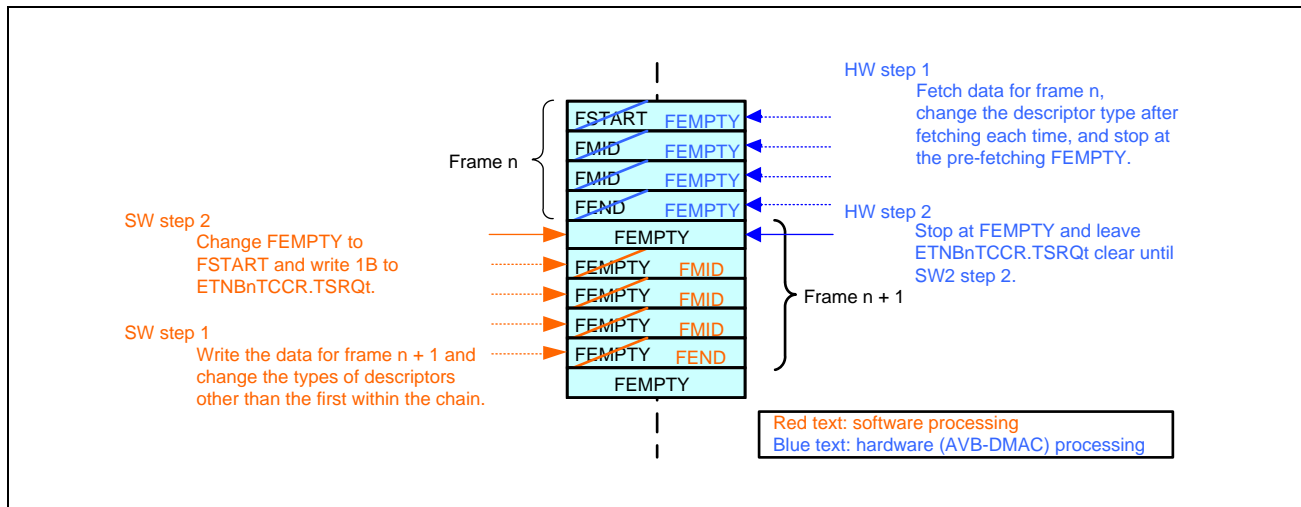 HW step 1
Fetch data for frame n,
change the descriptor type after
fetching each time, and stop at
the pre-fetching FEMPTY.
FSTART FEMPTY
FMID FEMPTY
Frame n
FMID FEMPTY
FEND FEMPTY
SW step 2
Change FEMPTY to
FSTART and write 1B to
ETNBnTCCR.TSRQt.
HW step 2
Stop at FEMPTY and leave
ETNBnTCCR.TSRQt clear until
SW2 step 2.
FEMPTY
FEMPTY FMID
FEMPTY FMID
Frame n + 1
FEMPTY FMID
FEMPTY FEND
FEMPTY
SW step 1
Write the data for frame n + 1 and
change the types of descriptors
other than the first within the chain.
Red text: software processing
Blue text: hardware (AVB-DMAC) processing